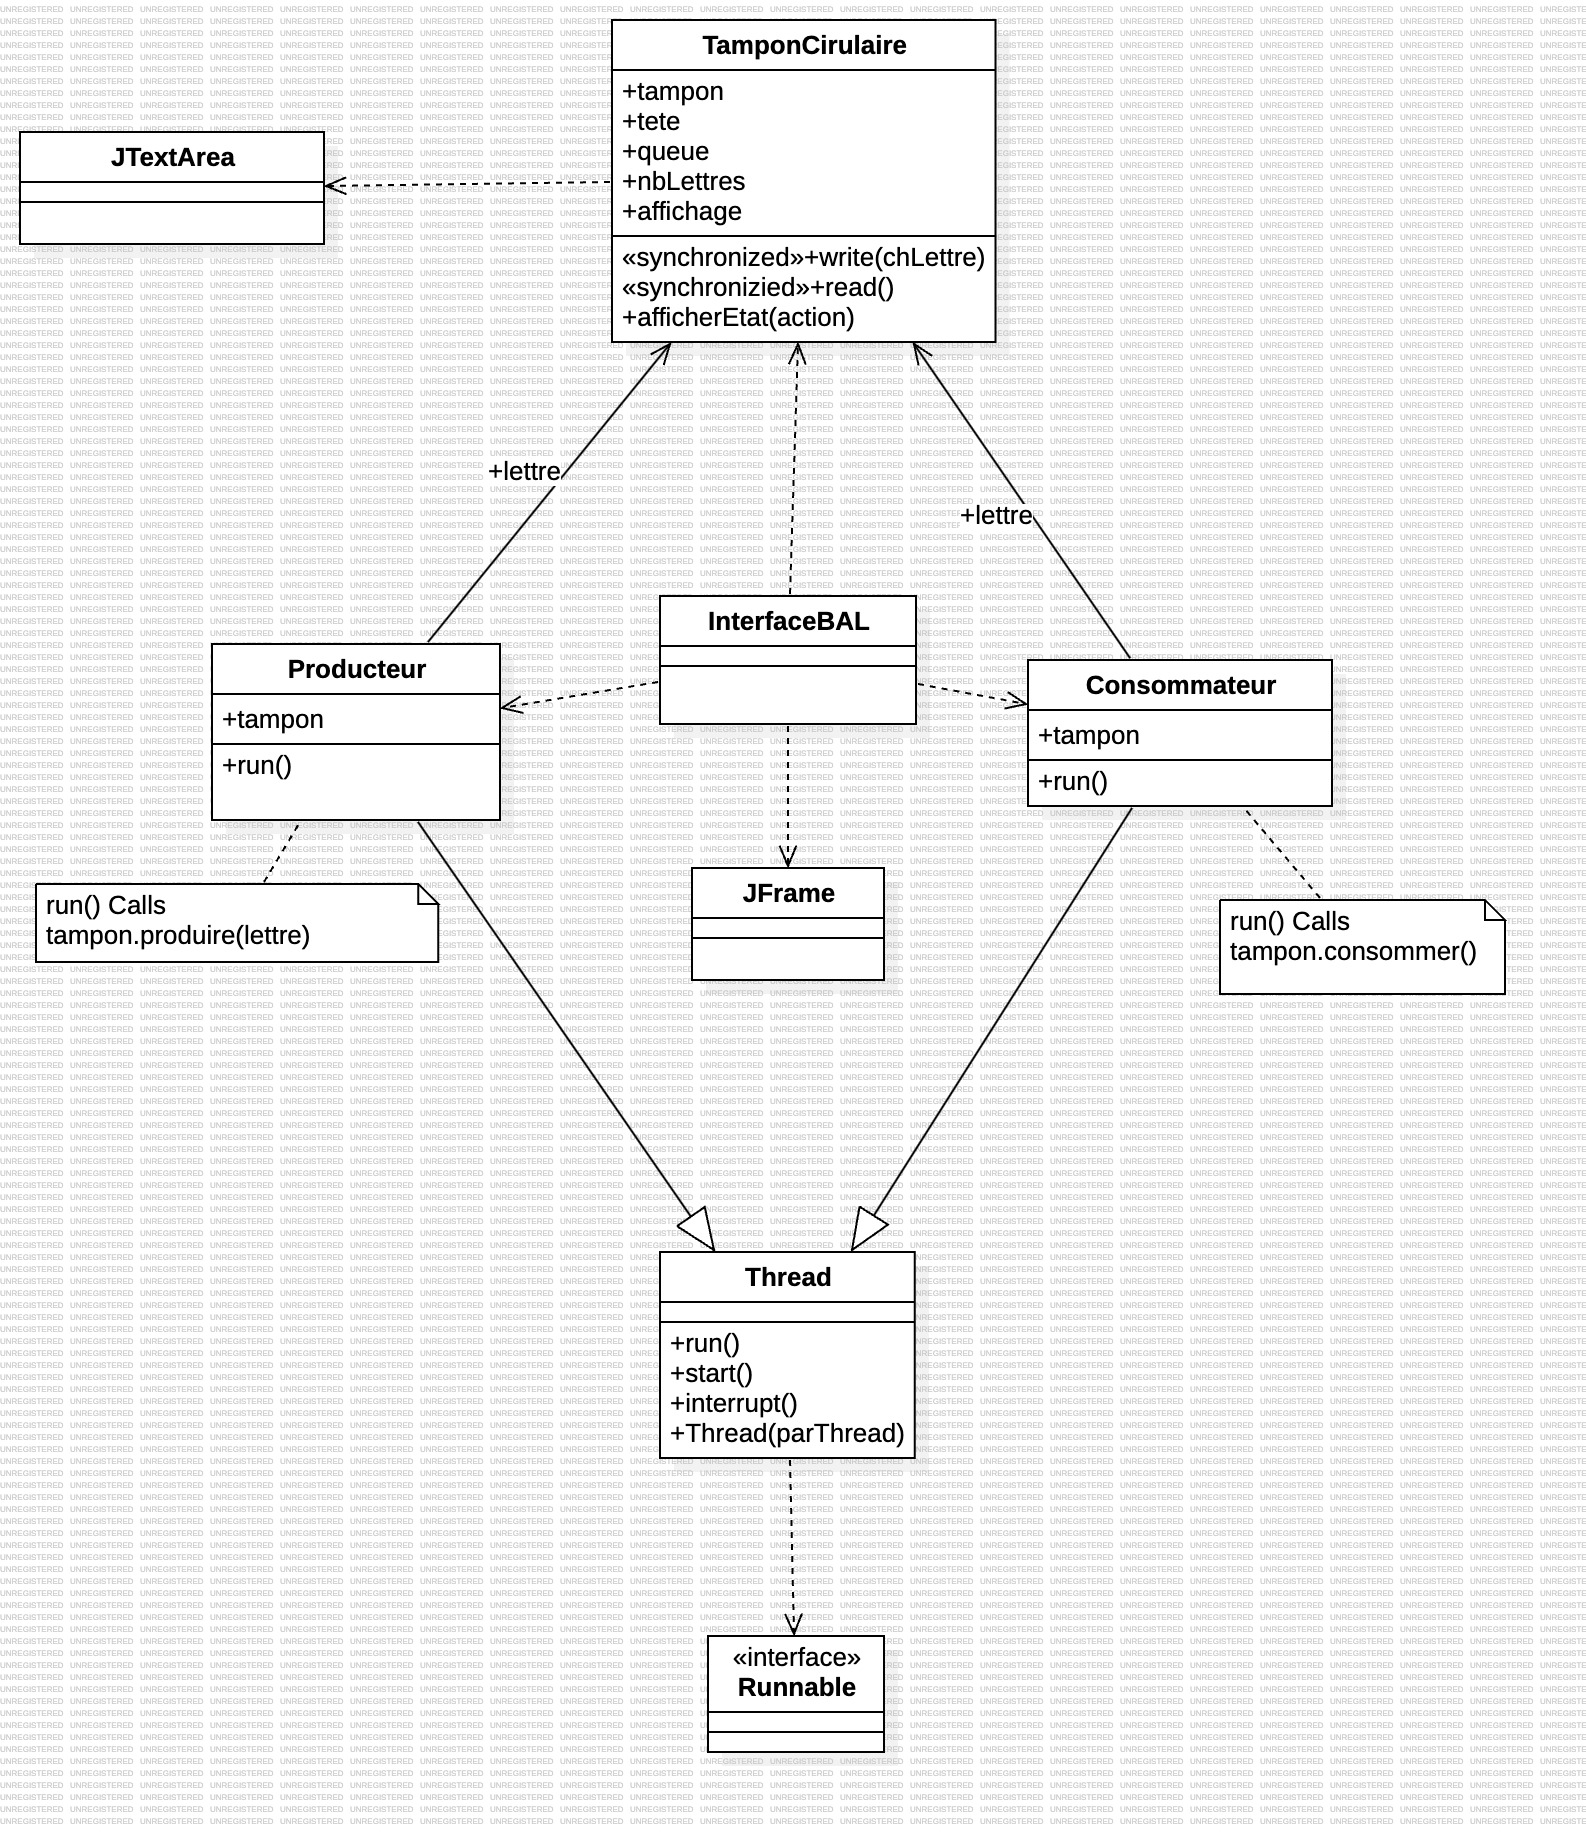 TamponCirulaire
+tampon
+tete
+queue
+nbLettres
+affichage
«synchronized»+write(chLettre)
«synchronizied»+read()
+afficherEtat(action)
JTextArea
+lettre
+lettre
InterfaceBAL
Producteur
+tampon
+run()
Consommateur
+tampon
+run()
run() Calls
tampon.produire(lettre)
JFrame
run() Calls
tampon.consommer()
Thread
+run()
+start()
+interrupt()
+Thread(parThread)
«interface»
Runnable
UNREGISTERED